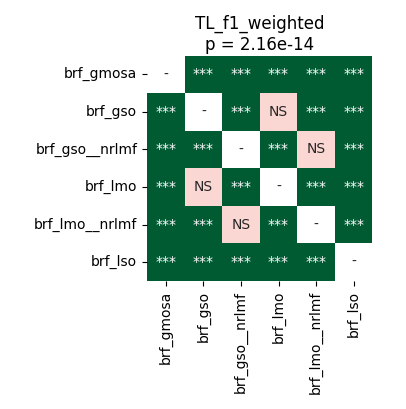 TL_f1_weighted
p = 2.16e-14
brf_gmosa - *** *** *** *** ***
brf_gso *** - *** NS *** ***
brf_gso__nrlmf *** *** - *** NS ***
brf_lmo *** NS *** - *** ***
brf_lmo__nrlmf *** *** NS *** - ***
brf_lso *** *** *** *** *** -
brf_gmosa
brf_gso
brf_gso__nrlmf
brf_lmo
brf_lmo__nrlmf
brf_lso